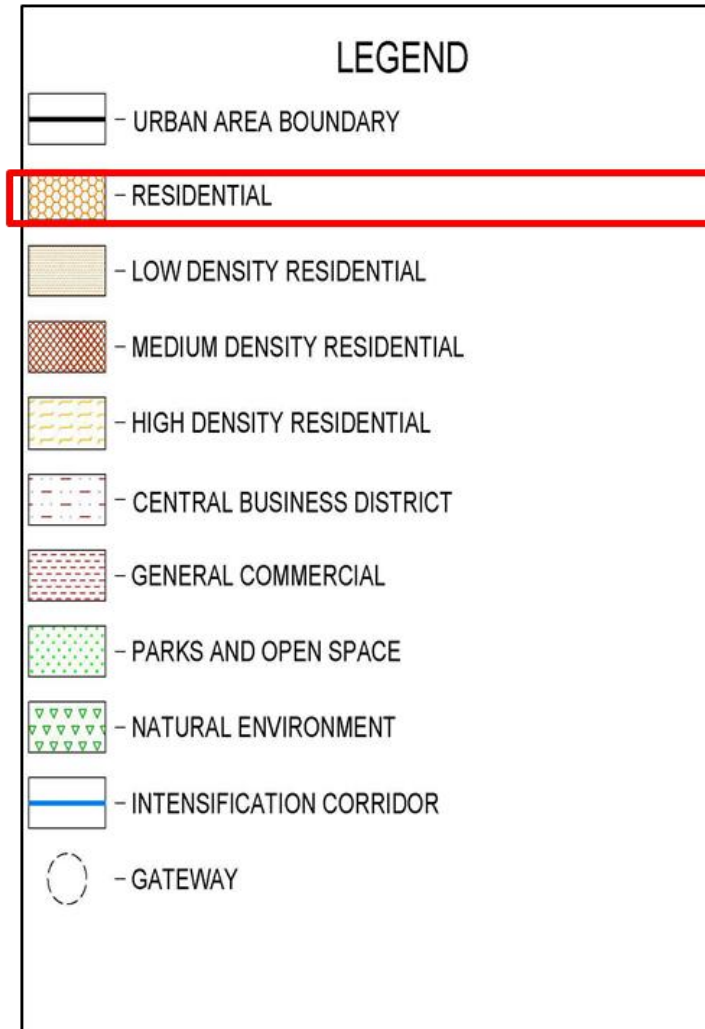 LEGEND
– URBAN AREA BOUNDARY
– RESIDENTIAL
– LOW DENSITY RESIDENTIAL
– MEDIUM DENSITY RESIDENTIAL
– HIGH DENSITY RESIDENTIAL
– CENTRAL BUSINESS DISTRICT
– GENERAL COMMERCIAL
– PARKS AND OPEN SPACE
– NATURAL ENVIRONMENT
– INTENSIFICATION CORRIDOR
– GATEWAY